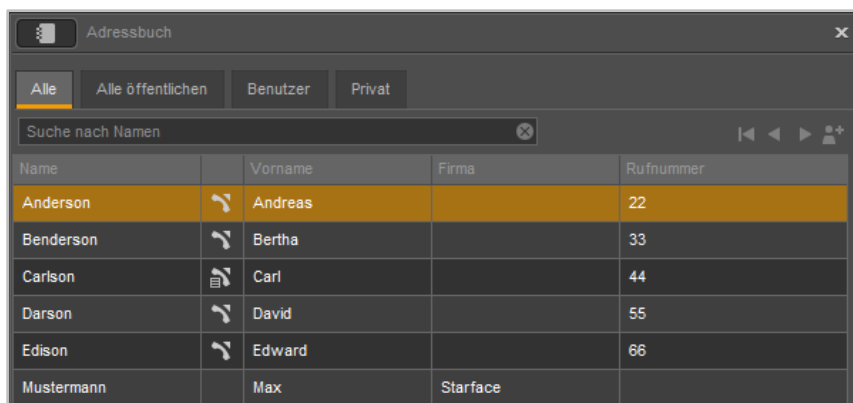 Adressbuch
Alle Alle öffentlichen Benutzer Privat
Suche nach Namen
Name Vorname Firma Rufnummer
Anderson Andreas 22
Benderson Bertha 33
Carlson Carl 44
Darson David 55
Edison Edward 66
Mustermann Max Starface